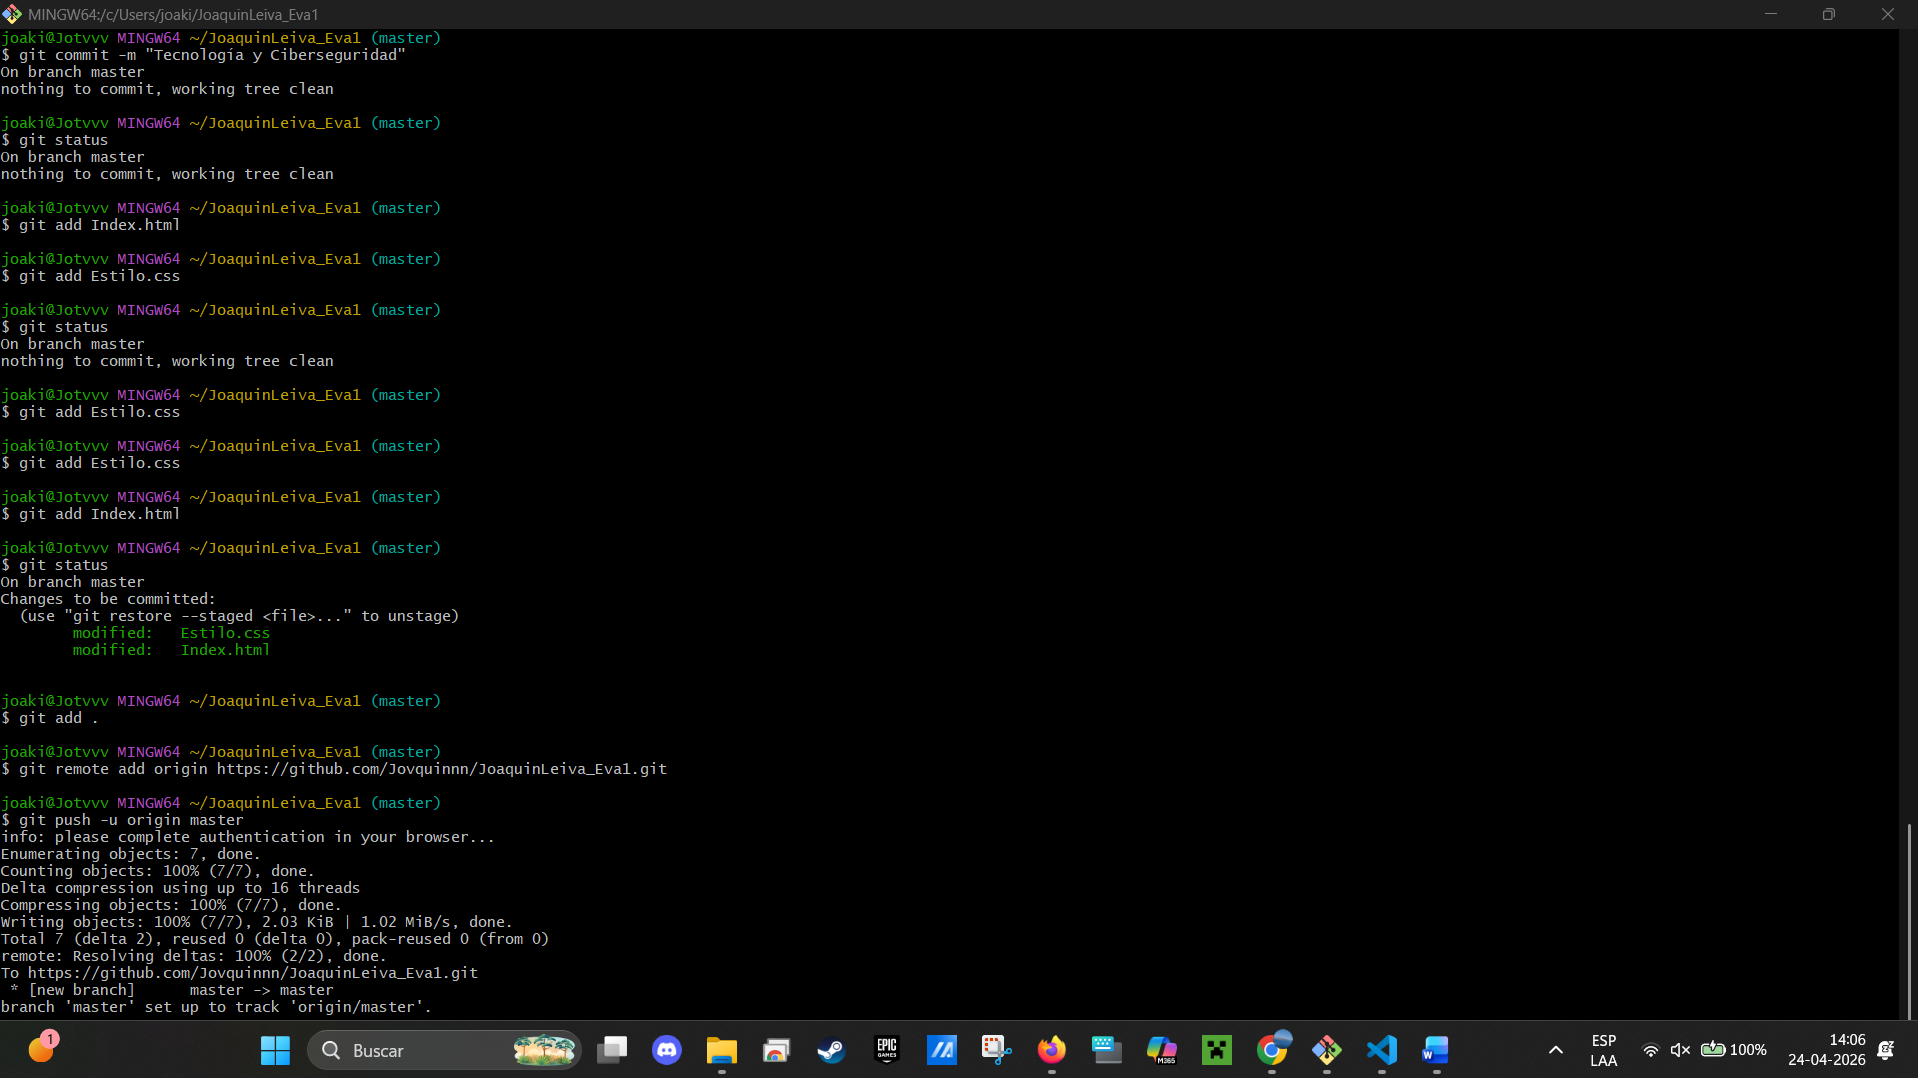 MINGW64:/c/Users/joaki/JoaquinLeiva_Eva1
joaki@Jotvvv MINGW64 ~/JoaquinLeiva_Eva1 (master)
$ git commit -m "Tecnología y Ciberseguridad"
On branch master
nothing to commit, working tree clean

joaki@Jotvvv MINGW64 ~/JoaquinLeiva_Eva1 (master)
$ git status
On branch master
nothing to commit, working tree clean

joaki@Jotvvv MINGW64 ~/JoaquinLeiva_Eva1 (master)
$ git add Index.html

joaki@Jotvvv MINGW64 ~/JoaquinLeiva_Eva1 (master)
$ git add Estilo.css

joaki@Jotvvv MINGW64 ~/JoaquinLeiva_Eva1 (master)
$ git status
On branch master
nothing to commit, working tree clean

joaki@Jotvvv MINGW64 ~/JoaquinLeiva_Eva1 (master)
$ git add Estilo.css

joaki@Jotvvv MINGW64 ~/JoaquinLeiva_Eva1 (master)
$ git add Estilo.css

joaki@Jotvvv MINGW64 ~/JoaquinLeiva_Eva1 (master)
$ git add Index.html

joaki@Jotvvv MINGW64 ~/JoaquinLeiva_Eva1 (master)
$ git status
On branch master
Changes to be committed:
  (use "git restore --staged <file>..." to unstage)
        modified:   Estilo.css
        modified:   Index.html

joaki@Jotvvv MINGW64 ~/JoaquinLeiva_Eva1 (master)
$ git add .

joaki@Jotvvv MINGW64 ~/JoaquinLeiva_Eva1 (master)
$ git remote add origin https://github.com/Jovquinnn/JoaquinLeiva_Eva1.git

joaki@Jotvvv MINGW64 ~/JoaquinLeiva_Eva1 (master)
$ git push -u origin master
info: please complete authentication in your browser...
Enumerating objects: 7, done.
Counting objects: 100% (7/7), done.
Delta compression using up to 16 threads
Compressing objects: 100% (7/7), done.
Writing objects: 100% (7/7), 2.03 KiB | 1.02 MiB/s, done.
Total 7 (delta 2), reused 0 (delta 0), pack-reused 0 (from 0)
remote: Resolving deltas: 100% (2/2), done.
To https://github.com/Jovquinnn/JoaquinLeiva_Eva1.git
 * [new branch]      master -> master
branch 'master' set up to track 'origin/master'.
1
Buscar
EPIC GAMES
M365
W
ESP
LAA
100%
14:06
24-04-2026